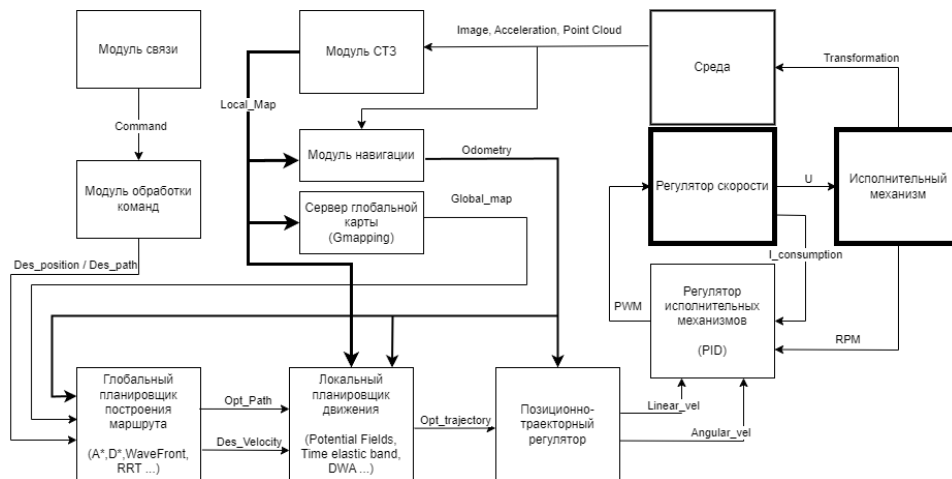 Модуль связи
Command
Модуль обработки
команд
Des_position / Des_path
Модуль СТЗ
Local_Map
Image, Acceleration, Point Cloud
Модуль навигации
Odometry
Сервер глобальной
карты
(Gmapping)
Global_map
Среда
Transformation
Регулятор скорости
U
Исполнительный
механизм
I_consumption
PWM
Регулятор
исполнительных
механизмов
(PID)
RPM
Глобальный
планировщик
построения
маршрута
(A*,D*,WaveFront,
RRT ...)
Opt_Path
Des_Velocity
Локальный
планировщик
движения
(Potential Fields,
Time elastic band,
DWA ...)
Opt_trajectory
Позиционно-
траекторный
регулятор
Linear_vel
Angular_vel